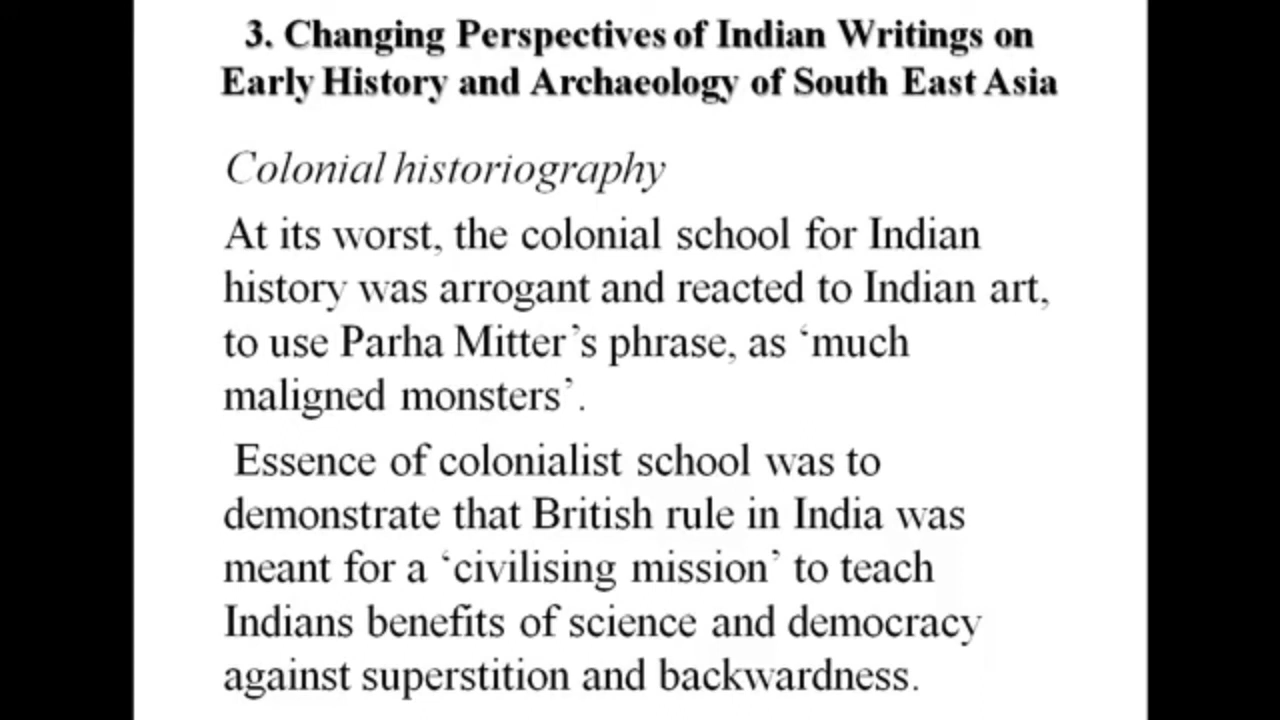 3. Changing Perspectives of Indian Writings on
Early History and Archaeology of South East Asia
Colonial historiography
At its worst, the colonial school for Indian
history was arrogant and reacted to Indian art,
to use Parha Mitter’s phrase, as ‘much
maligned monsters’.
Essence of colonialist school was to
demonstrate that British rule in India was
meant for a ‘civilising mission’ to teach
Indians benefits of science and democracy
against superstition and backwardness.